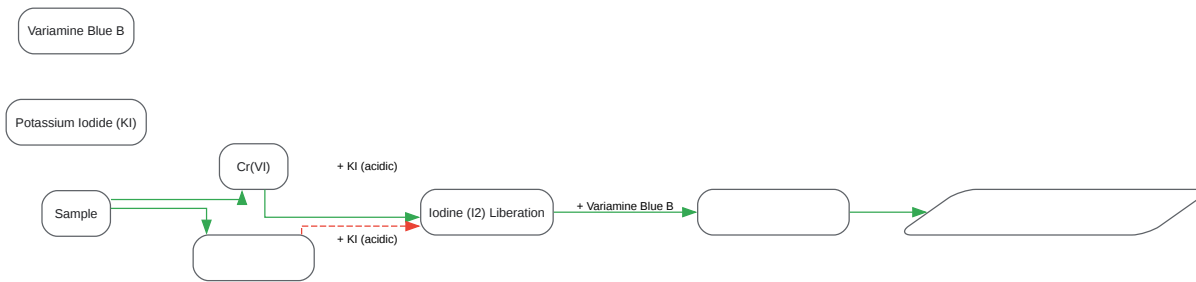 Variamine Blue B
Potassium Iodide (KI)
Cr(VI)
+ KI (acidic)
Sample
Iodine (I2) Liberation
+ Variamine Blue B
+ KI (acidic)